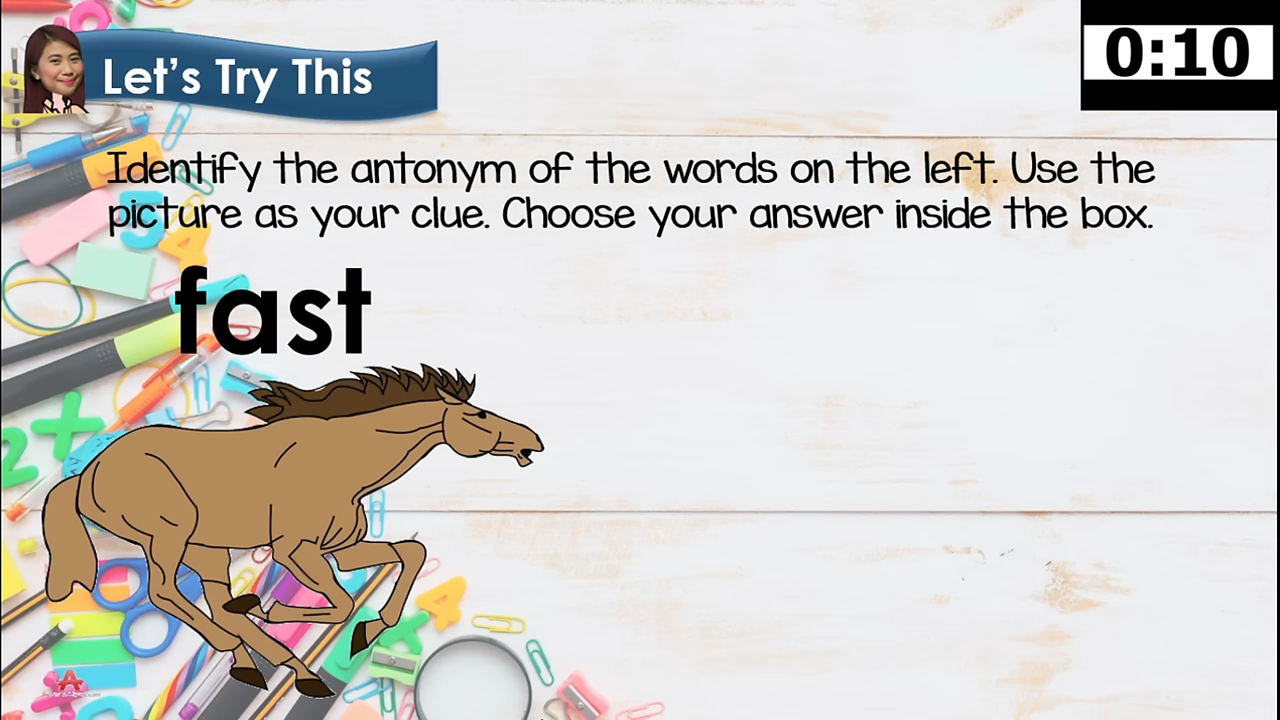 Let's Try This
0:10
Identify the antonym of the words on the left. Use the
picture as your clue. Choose your answer inside the box.
fast